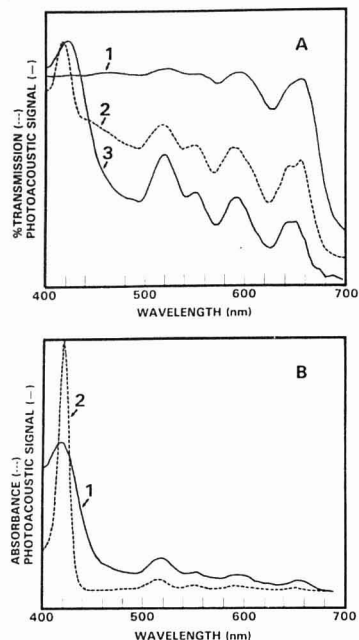 A
1
2
3
%TRANSMISSION (---)
PHOTOACOUSTIC SIGNAL (—)
400 500 600 700
WAVELENGTH (nm)
B
2
1
ABSORBANCE (---)
PHOTOACOUSTIC SIGNAL (—)
400 500 600 700
WAVELENGTH (nm)